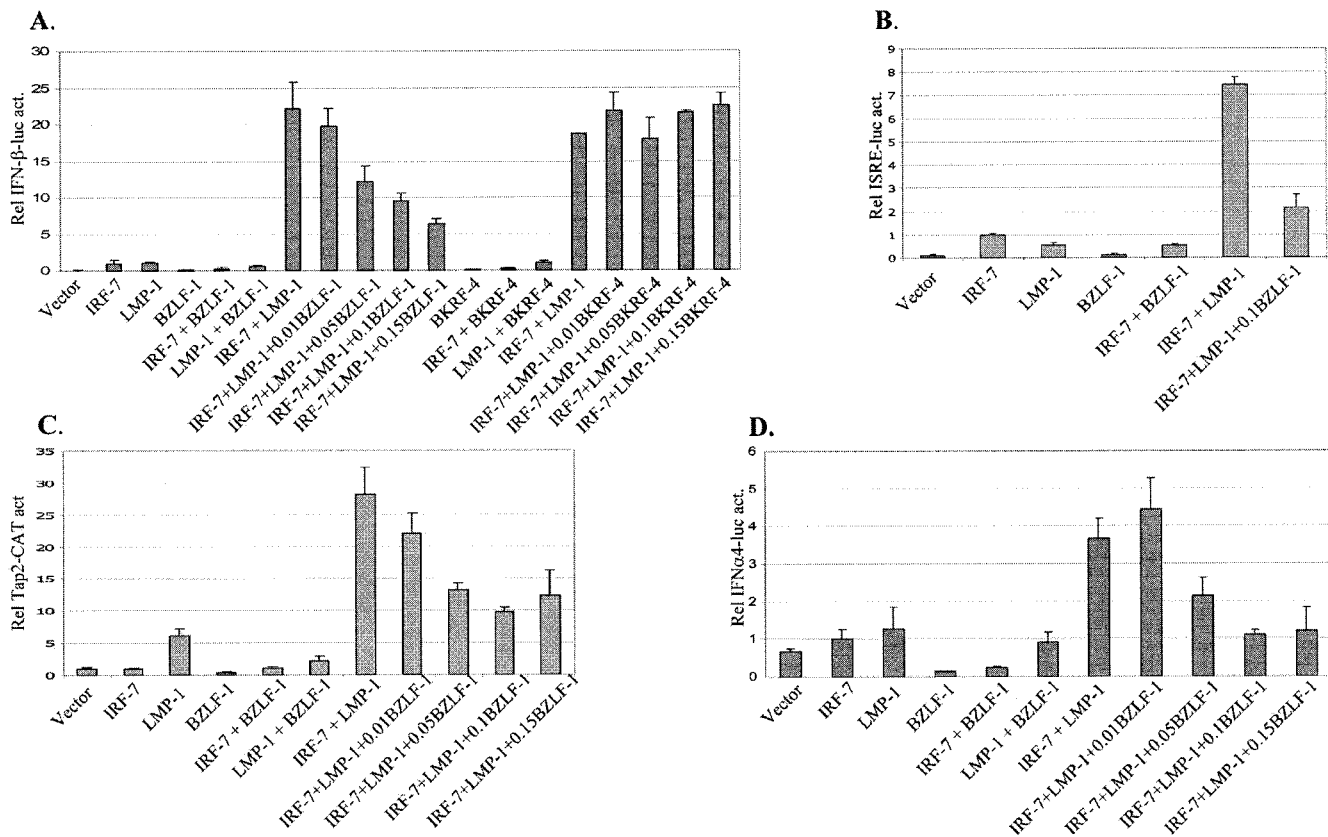 A.
Rel IFN-β-luc act.
30
25
20
15
10
5
0
Vector
IRF-7
LMP-1
BZLF-1
IRF-7 + BZLF-1
LMP-1 + BZLF-1
IRF-7 + LMP-1
IRF-7+LMP-1+0.01BZLF-1
IRF-7+LMP-1+0.05BZLF-1
IRF-7+LMP-1+0.1BZLF-1
IRF-7+LMP-1+0.15BZLF-1
BKRF-4
IRF-7 + BKRF-4
LMP-1 + BKRF-4
IRF-7 + LMP-1
IRF-7+LMP-1+0.01BKRF-4
IRF-7+LMP-1+0.05BKRF-4
IRF-7+LMP-1+0.1BKRF-4
IRF-7+LMP-1+0.15BKRF-4
B.
Rel ISRE-luc act.
9
8
7
6
5
4
3
2
1
0
Vector
IRF-7
LMP-1
BZLF-1
IRF-7 + BZLF-1
IRF-7 + LMP-1
IRF-7+LMP-1+0.1BZLF-1
C.
Rel Tap2-CAT act
35
30
25
20
15
10
5
0
Vector
IRF-7
LMP-1
BZLF-1
IRF-7 + BZLF-1
LMP-1 + BZLF-1
IRF-7 + LMP-1
IRF-7+LMP-1+0.01BZLF-1
IRF-7+LMP-1+0.05BZLF-1
IRF-7+LMP-1+0.1BZLF-1
IRF-7+LMP-1+0.15BZLF-1
D.
Rel IFNα4-luc act.
6
5
4
3
2
1
0
Vector
IRF-7
LMP-1
BZLF-1
IRF-7 + BZLF-1
LMP-1 + BZLF-1
IRF-7 + LMP-1
IRF-7+LMP-1+0.01BZLF-1
IRF-7+LMP-1+0.05BZLF-1
IRF-7+LMP-1+0.1BZLF-1
IRF-7+LMP-1+0.15BZLF-1